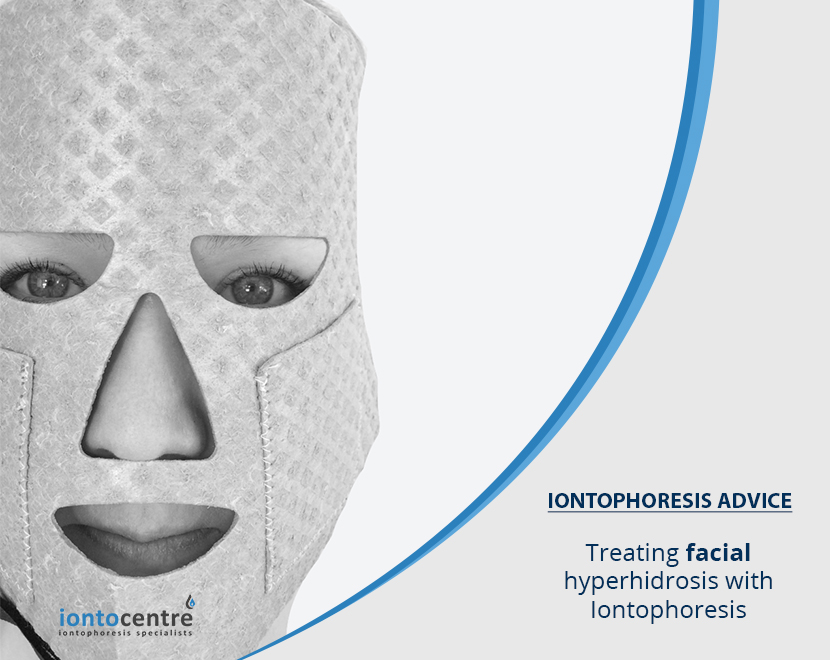 IONTOPHORESIS ADVICE
Treating facial
hyperhidrosis with
Iontophoresis
iontocentre
iontophoresis specialists